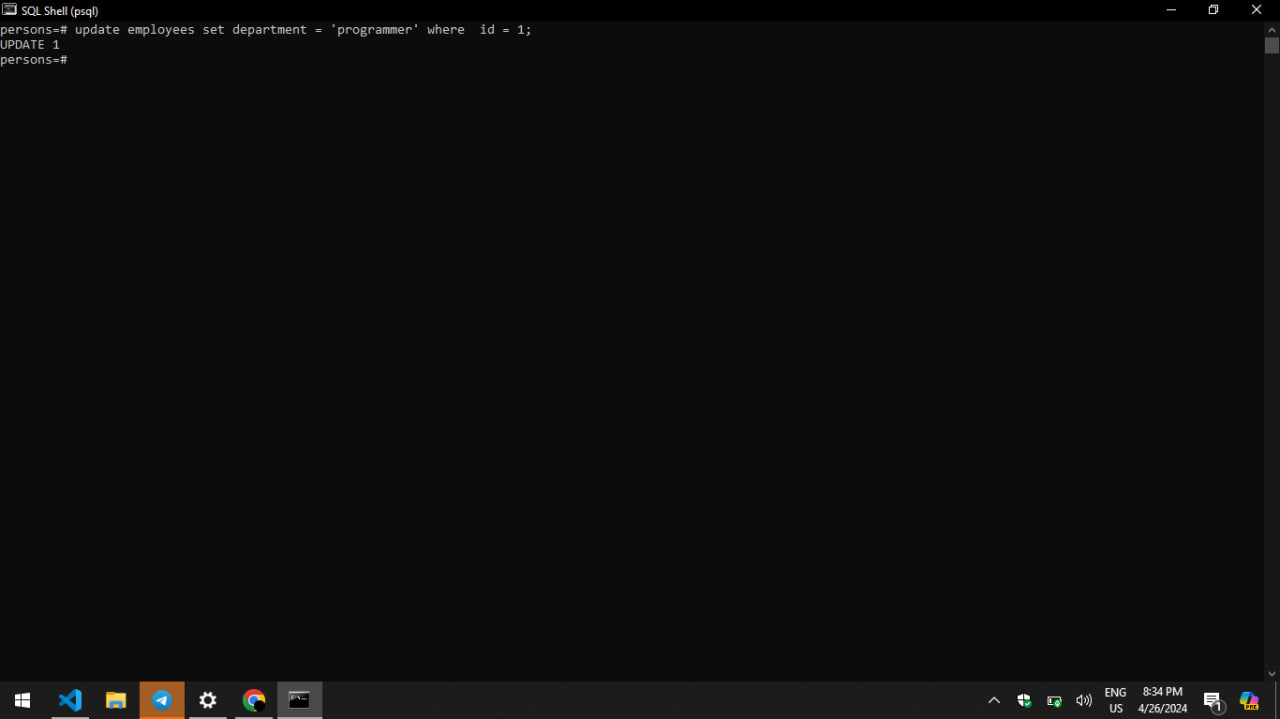 SQL Shell (psql)
persons=# update employees set department = 'programmer' where  id = 1;
UPDATE 1
persons=#
ENG
US
8:34 PM
4/26/2024
1
PRE